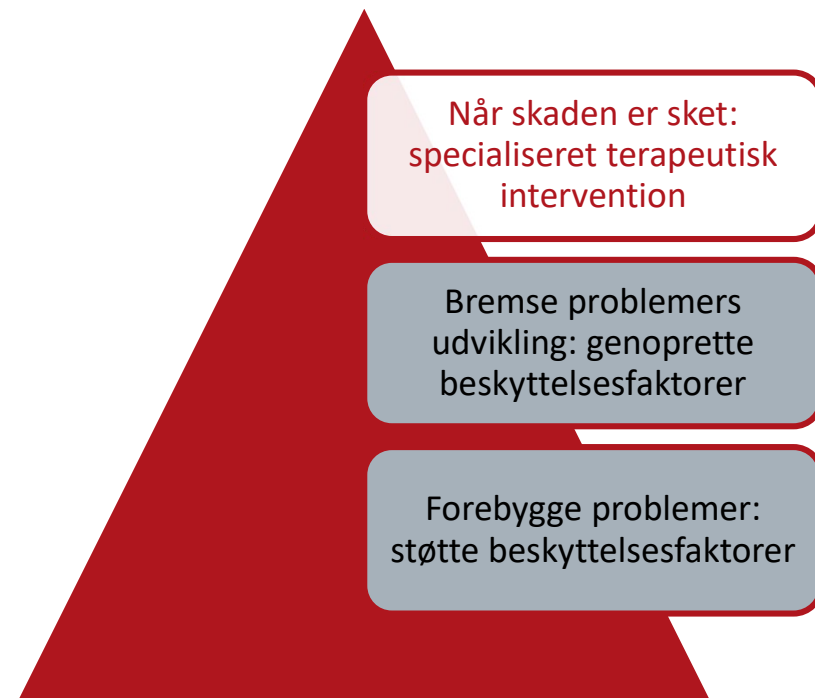 Når skaden er sket:
specialiseret terapeutisk
intervention
Bremse problemers
udvikling: genoprette
beskyttelsesfaktorer
Forebygge problemer:
støtte beskyttelsesfaktorer